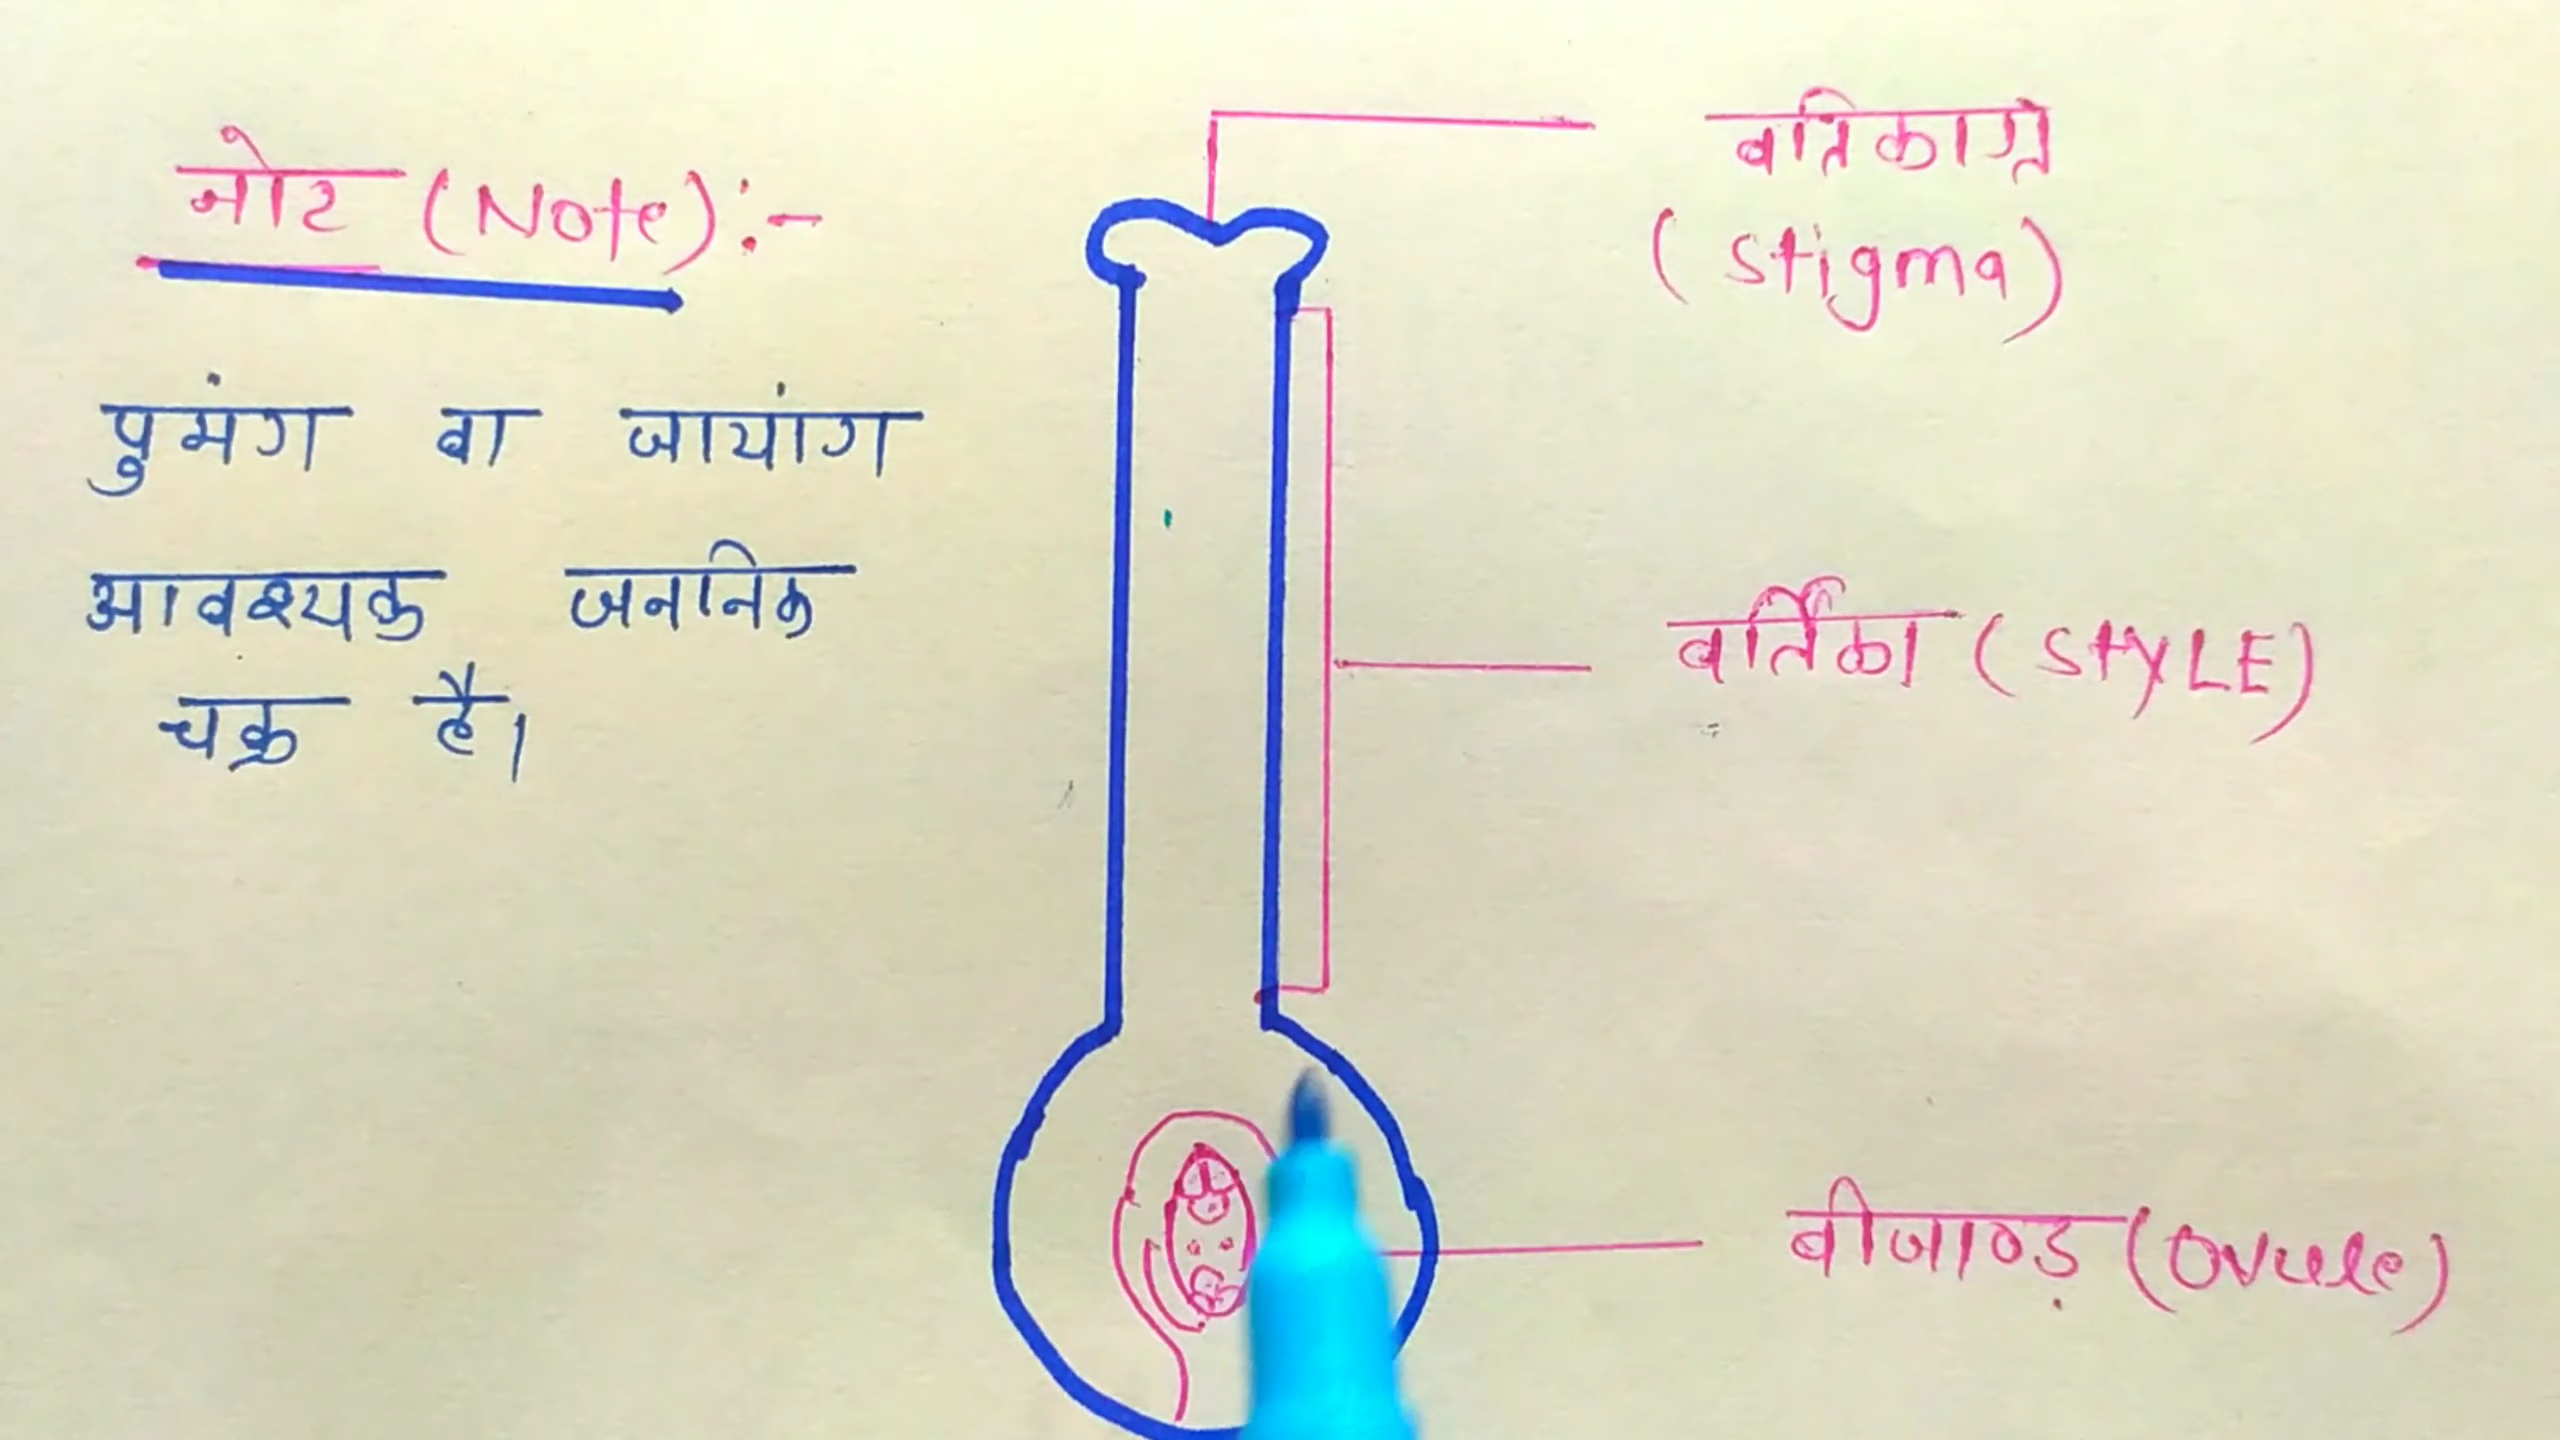 नोट (Note):-
पुमंग वा जायांग
आवश्यक जननिक
चक्र है।
वर्तिकाग्र
(Stigma)
वर्तिका (STYLE)
बीजाण्ड (Ovule)